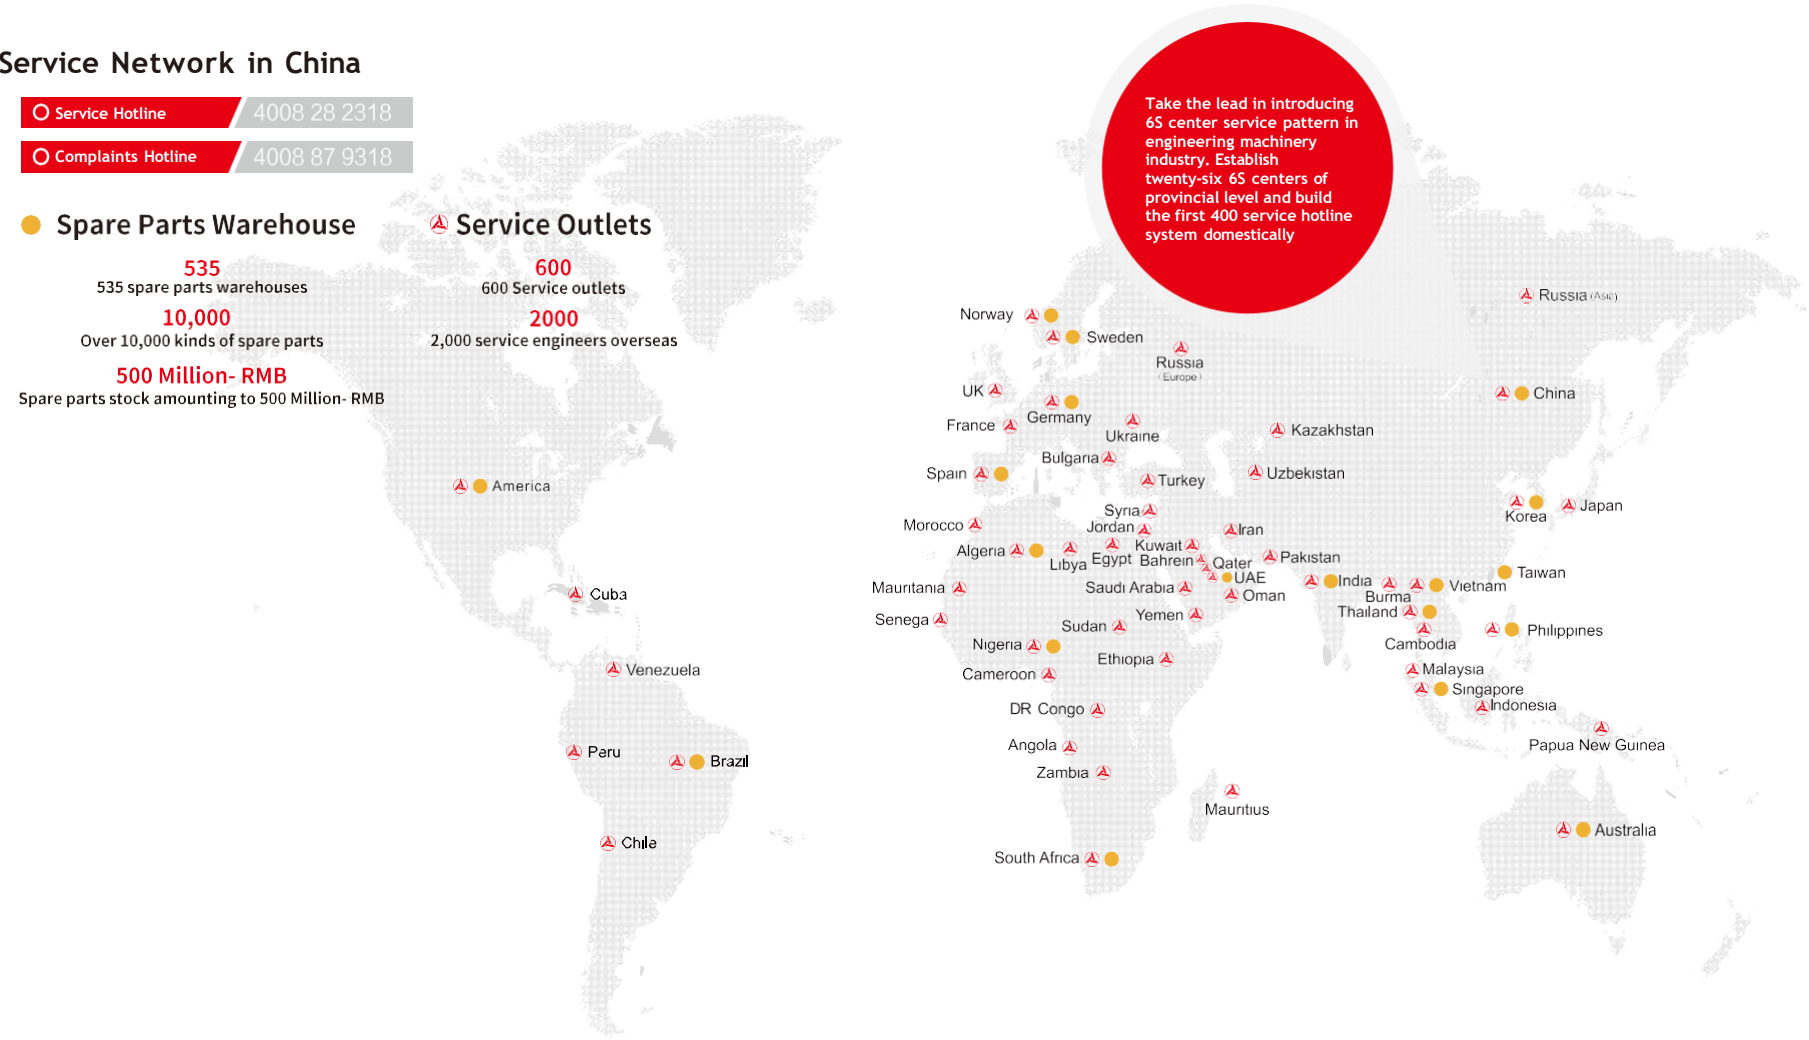 Service Network in China
Service Hotline 4008 28 2318
Complaints Hotline 4008 87 9318
Spare Parts Warehouse
535
535 spare parts warehouses
10,000
Over 10,000 kinds of spare parts
500 Million- RMB
Spare parts stock amounting to 500 Million- RMB
Service Outlets
600
600 Service outlets
2000
2,000 service engineers overseas
Take the lead in introducing
6S center service pattern in
engineering machinery
industry. Establish
twenty-six 6S centers of
provincial level and build
the first 400 service hotline
system domestically
America
Cuba
Venezuela
Peru
Brazil
Chile
Norway
Sweden
Russia
(Europe)
Russia (Asia)
UK
Germany
France
Ukraine
Bulgaria
Spain
Turkey
Kazakhstan
Uzbekistan
China
Korea
Japan
Morocco
Syria
Jordan
Iran
Algeria
Libya
Egypt
Kuwait
Bahrein
Qater
Pakistan
UAE
Mauritania
Saudi Arabia
Oman
India
Burma
Vietnam
Taiwan
Senega
Sudan
Yemen
Thailand
Cambodia
Philippines
Nigeria
Ethiopia
Cameroon
Malaysia
Singapore
Indonesia
DR Congo
Angola
Zambia
Papua New Guinea
Mauritius
South Africa
Australia